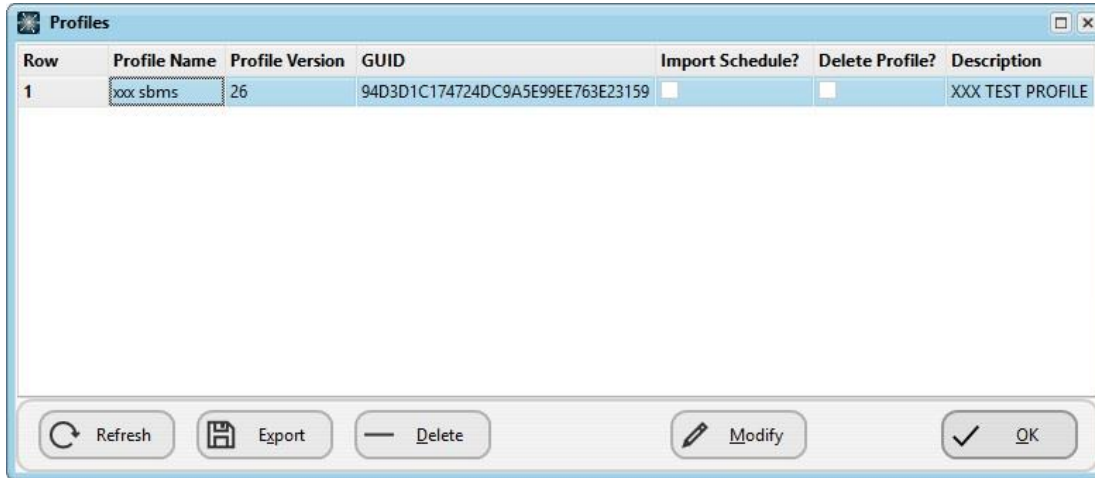 Profiles
Row Profile Name Profile Version GUID Import Schedule? Delete Profile? Description
1 xxx sbms 26 94D3D1C174724DC9A5E99EE763E23159 XXX TEST PROFILE
Refresh Export Delete Modify OK